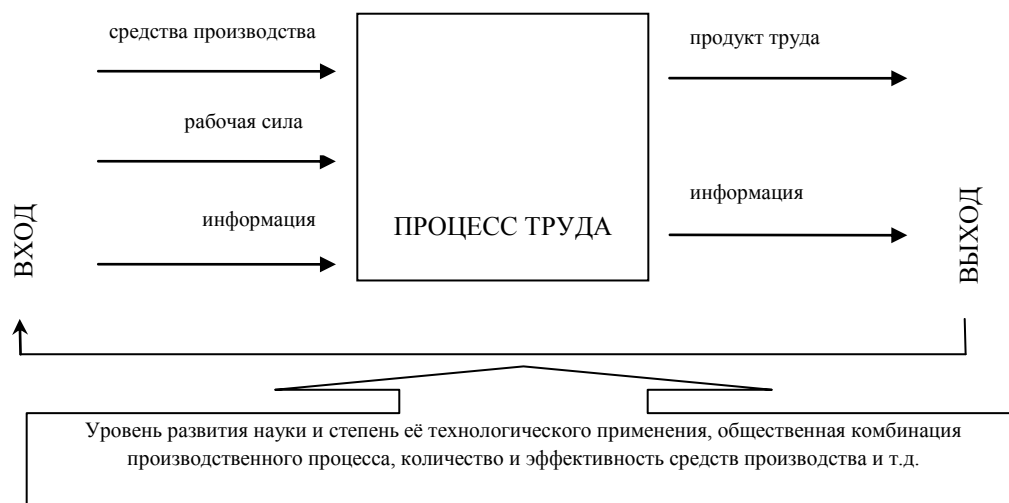 средства производства
продукт труда
рабочая сила
информация
информация
ПРОЦЕСС ТРУДА
ВХОД
ВЫХОД
Уровень развития науки и степень её технологического применения, общественная комбинация
производственного процесса, количество и эффективность средств производства и т.д.